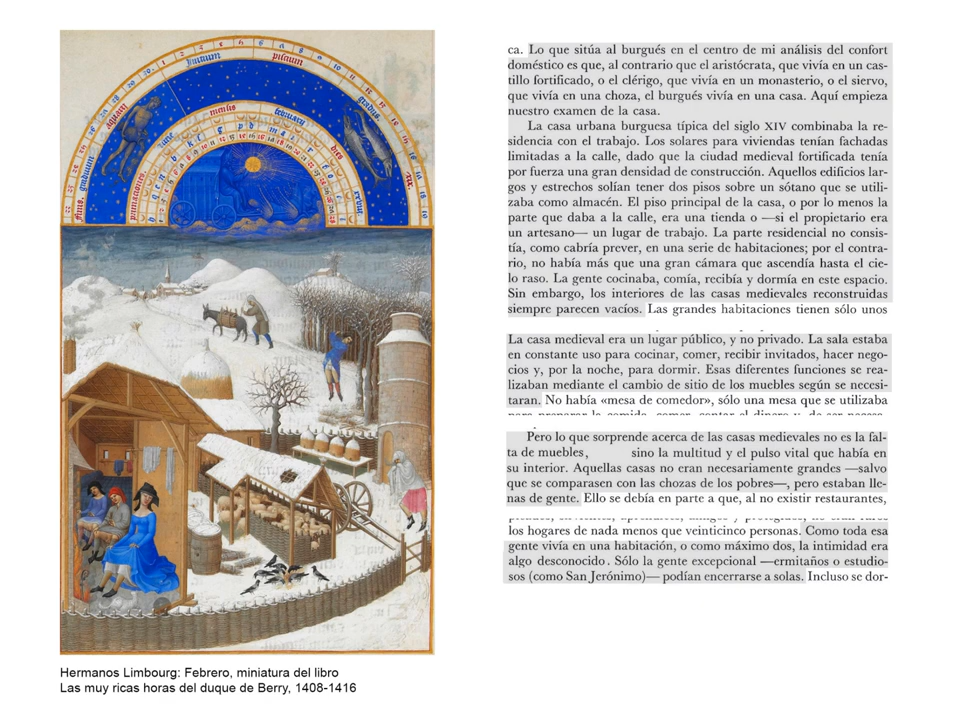 ca. Lo que sitúa al burgués en el centro de mi análisis del confort
doméstico es que, al contrario que el aristócrata, que vivía en un cas-
tillo fortificado, o el clérigo, que vivía en un monasterio, o el siervo,
que vivía en una choza, el burgués vivía en una casa. Aquí empieza
nuestro examen de la casa.
La casa urbana burguesa típica del siglo XIV combinaba la re-
sidencia con el trabajo. Los solares para viviendas tenían fachadas
limitadas a la calle, dado que la ciudad medieval fortificada tenía
por fuerza una gran densidad de construcción. Aquellos edificios lar-
gos y estrechos solían tener dos pisos sobre un sótano que se utili-
zaba como almacén. El piso principal de la casa, o por lo menos la
parte que daba a la calle, era una tienda o —si el propietario era
un artesano— un lugar de trabajo. La parte residencial no consis-
tía, como cabría prever, en una serie de habitaciones; por el contra-
rio, no había más que una gran cámara que ascendía hasta el cie-
lo raso. La gente cocinaba, comía, recibía y dormía en este espacio.
Sin embargo, los interiores de las casas medievales reconstruidas
siempre parecen vacíos. Las grandes habitaciones tienen sólo unos
La casa medieval era un lugar público, y no privado. La sala estaba
en constante uso para cocinar, comer, recibir invitados, hacer nego-
cios y, por la noche, para dormir. Esas diferentes funciones se rea-
lizaban mediante el cambio de sitio de los muebles según se necesi-
taran. No había «mesa de comedor», sólo una mesa que se utilizaba
Pero lo que sorprende acerca de las casas medievales no es la fal-
ta de muebles, sino la multitud y el pulso vital que había en
su interior. Aquellas casas no eran necesariamente grandes —salvo
que se comparasen con las chozas de los pobres—, pero estaban lle-
nas de gente. Ello se debía en parte a que, al no existir restaurantes,
los hogares de nada menos que veinticinco personas. Como toda esa
gente vivía en una habitación, o como máximo dos, la intimidad era
algo desconocido. Sólo la gente excepcional —ermitaños o estudio-
sos (como San Jerónimo)— podían encerrarse a solas. Incluso se dor-
Hermanos Limbourg: Febrero, miniatura del libro
Las muy ricas horas del duque de Berry, 1408-1416